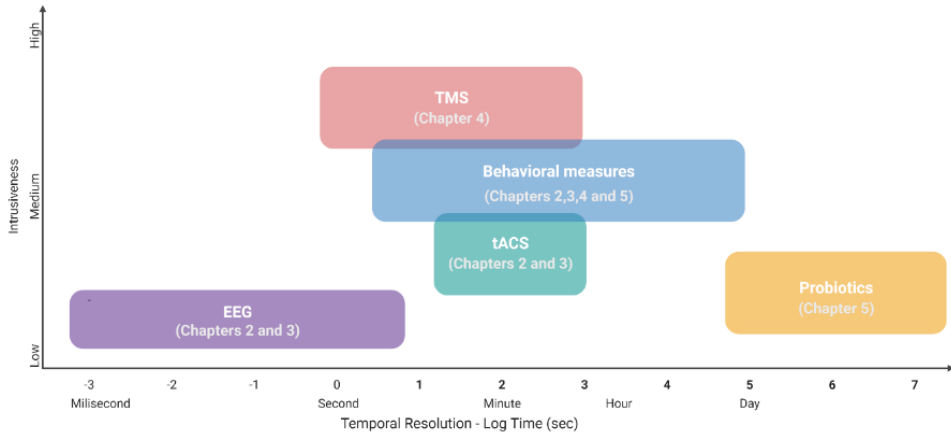 High
Medium
Low
Intrusiveness
TMS
(Chapter 4)
Behavioral measures
(Chapters 2,3,4 and 5)
tACS
(Chapters 2 and 3)
Probiotics
(Chapter 5)
EEG
(Chapters 2 and 3)
-3 -2 -1 0 1 2 3 4 5 6 7
Milisecond Second Minute Hour Day
Temporal Resolution - Log Time (sec)